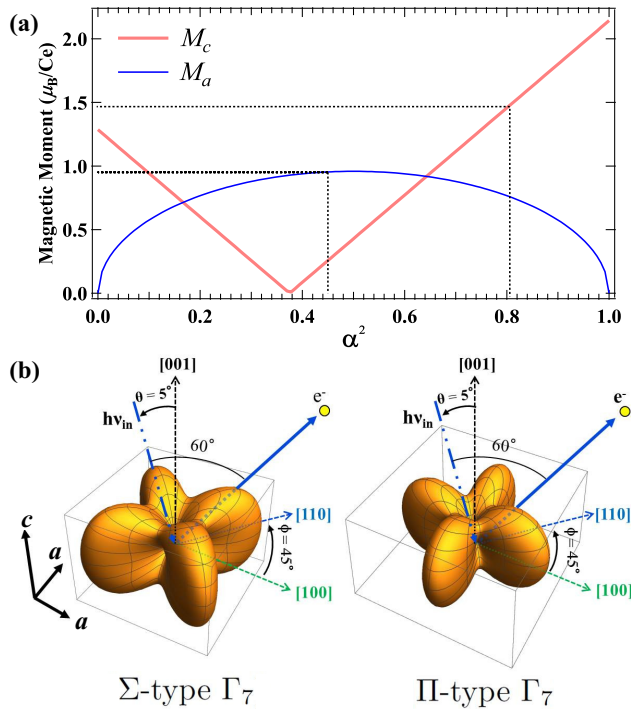 (a)
2.0
1.5
1.0
0.5
0.0
Magnetic Moment (μB/Ce)
Mc
Ma
0.0 0.2 0.4 0.6 0.8 1.0
α²
(b)
[001] [001]
θ = 5° θ = 5°
e⁻ e⁻
hνin hνin
60° 60°
[110] [110]
ϕ = 45° ϕ = 45°
[100] [100]
c
a
a
Σ-type Γ₇ Π-type Γ₇